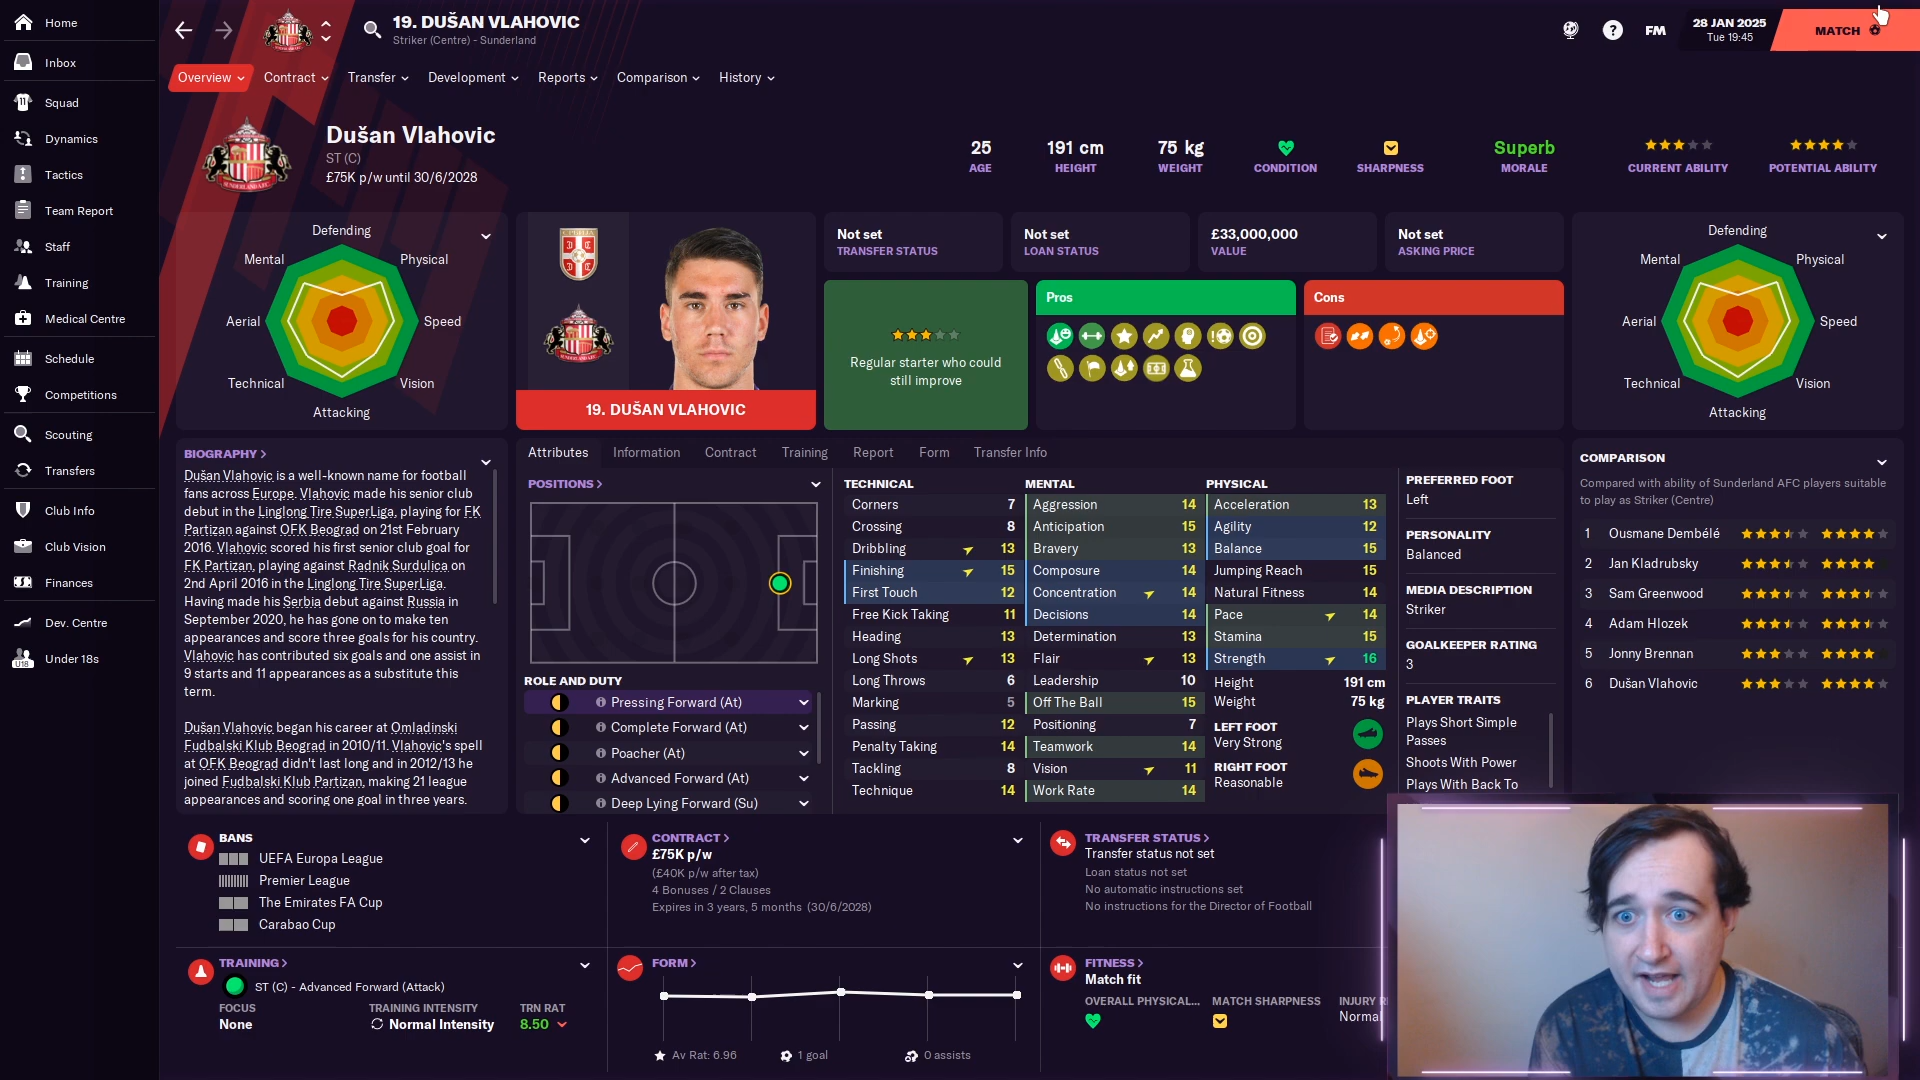 Home
Inbox
Squad
Dynamics
Tactics
Team Report
Staff
Training
Medical Centre
Schedule
Competitions
Scouting
Transfers
Club Info
Club Vision
Finances
Dev. Centre
Under 18s
19. DUŠAN VLAHOVIC
Striker (Centre) - Sunderland
FM
28 JAN 2025
Tue 19:45
MATCH
Overview
Contract
Transfer
Development
Reports
Comparison
History
Dušan Vlahovic
ST (C)
£75K p/w until 30/6/2028
25
AGE
191 cm
HEIGHT
75 kg
WEIGHT
CONDITION
SHARPNESS
Superb
MORALE
CURRENT ABILITY
POTENTIAL ABILITY
Defending
Mental
Physical
Aerial
Speed
Technical
Vision
Attacking
19. DUŠAN VLAHOVIC
Not set
TRANSFER STATUS
Not set
LOAN STATUS
£33,000,000
VALUE
Not set
ASKING PRICE
Regular starter who could
still improve
Pros
Cons
Defending
Mental
Physical
Aerial
Speed
Technical
Vision
Attacking
BIOGRAPHY >
Dušan Vlahovic is a well-known name for football
fans across Europe. Vlahovic made his senior club
debut in the Linglong Tire SuperLiga, playing for FK
Partizan against OFK Beograd on 21st February
2016. Vlahovic scored his first senior club goal for
FK Partizan, playing against Radnik Surdulica on
2nd April 2016 in the Linglong Tire SuperLiga.
Having made his Serbia debut against Russia in
September 2020, he has gone on to make ten
appearances and score three goals for his country.
Vlahovic has contributed six goals and one assist in
9 starts and 11 appearances as a substitute this
term.
Dušan Vlahovic began his career at Omladinski
Fudbalski Klub Beograd in 2010/11. Vlahovic's spell
at OFK Beograd didn't last long and in 2012/13 he
joined Fudbalski Klub Partizan, making 21 league
appearances and scoring one goal in three years.
Attributes
Information
Contract
Training
Report
Form
Transfer Info
POSITIONS >
ROLE AND DUTY
Pressing Forward (At)
Complete Forward (At)
Poacher (At)
Advanced Forward (At)
Deep Lying Forward (Su)
TECHNICAL
Corners 7
Crossing 8
Dribbling 13
Finishing 15
First Touch 12
Free Kick Taking 11
Heading 13
Long Shots 13
Long Throws 6
Marking 5
Passing 12
Penalty Taking 14
Tackling 8
Technique 14
MENTAL
Aggression 14
Anticipation 15
Bravery 13
Composure 14
Concentration 14
Decisions 14
Determination 13
Flair 13
Leadership 10
Off The Ball 15
Positioning 7
Teamwork 14
Vision 11
Work Rate 14
PHYSICAL
Acceleration 13
Agility 12
Balance 15
Jumping Reach 15
Natural Fitness 14
Pace 14
Stamina 15
Strength 16
Height 191 cm
Weight 75 kg
LEFT FOOT
Very Strong
RIGHT FOOT
Reasonable
PREFERRED FOOT
Left
PERSONALITY
Balanced
MEDIA DESCRIPTION
Striker
GOALKEEPER RATING
3
PLAYER TRAITS
Plays Short Simple
Passes
Shoots With Power
Plays With Back To
COMPARISON
Compared with ability of Sunderland AFC players suitable
to play as Striker (Centre)
1 Ousmane Dembélé
2 Jan Kladrubsky
3 Sam Greenwood
4 Adam Hlozek
5 Jonny Brennan
6 Dušan Vlahovic
BANS
UEFA Europa League
Premier League
The Emirates FA Cup
Carabao Cup
CONTRACT >
£75K p/w
(£40K p/w after tax)
4 Bonuses / 2 Clauses
Expires in 3 years, 5 months (30/6/2028)
TRANSFER STATUS >
Transfer status not set
Loan status not set
No automatic instructions set
No instructions for the Director of Football
TRAINING >
ST (C) - Advanced Forward (Attack)
FOCUS
None
TRAINING INTENSITY
Normal Intensity
TRN RAT
8.50
FORM >
Av Rat: 6.96
1 goal
0 assists
FITNESS >
Match fit
OVERALL PHYSICAL...
MATCH SHARPNESS
INJURY
Normal